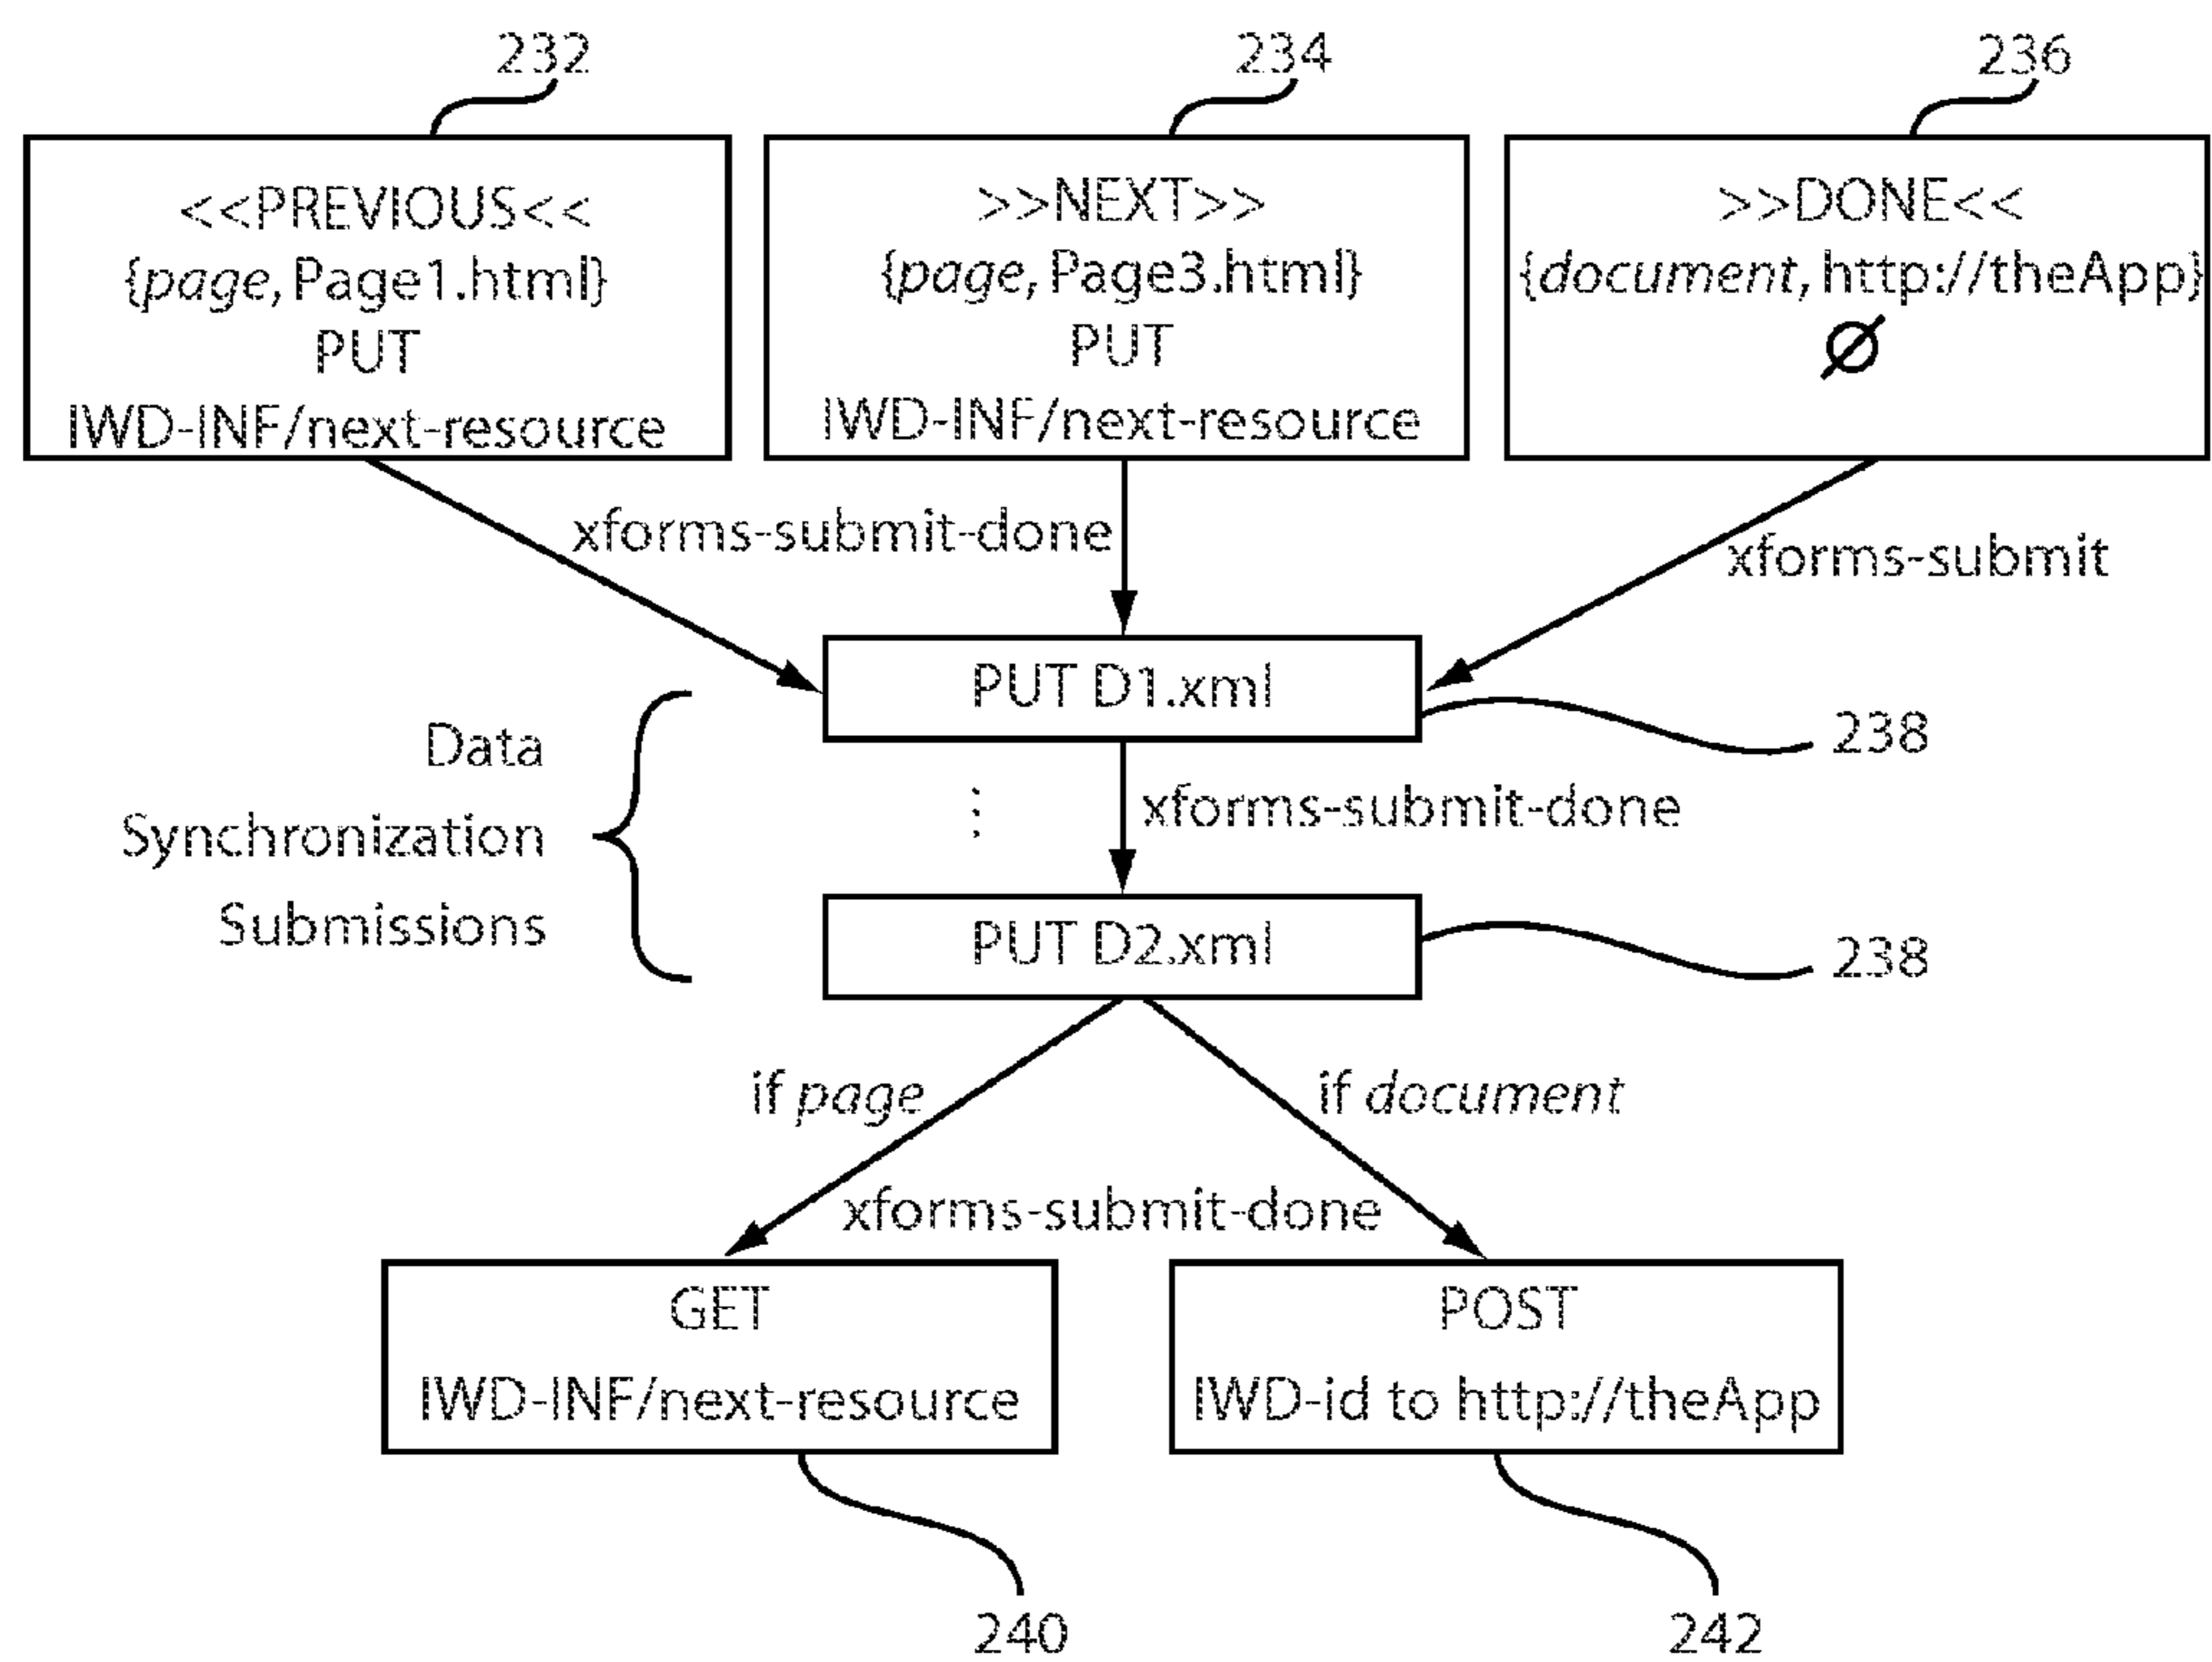 232
234
236
<<PREVIOUS<<
{page, Page1.html}
PUT
IWD-INF/next-resource
>>NEXT>>
{page, Page3.html}
PUT
IWD-INF/next-resource
>>DONE<<
{document, http://theApp}
∅
xforms-submit-done
xforms-submit
PUT D1.xml
238
Data
Synchronization
Submissions
⋮
xforms-submit-done
PUT D2.xml
238
if page
if document
xforms-submit-done
GET
IWD-INF/next-resource
POST
IWD-id to http://theApp
240
242